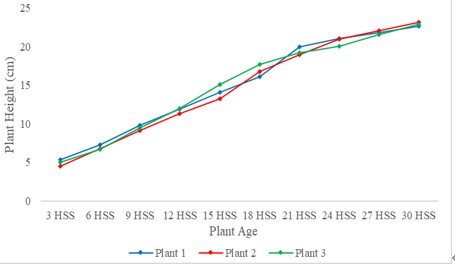 25
20
15
10
5
0
Plant Height (cm)
3 HSS 6 HSS 9 HSS 12 HSS 15 HSS 18 HSS 21 HSS 24 HSS 27 HSS 30 HSS
Plant Age
Plant 1 Plant 2 Plant 3